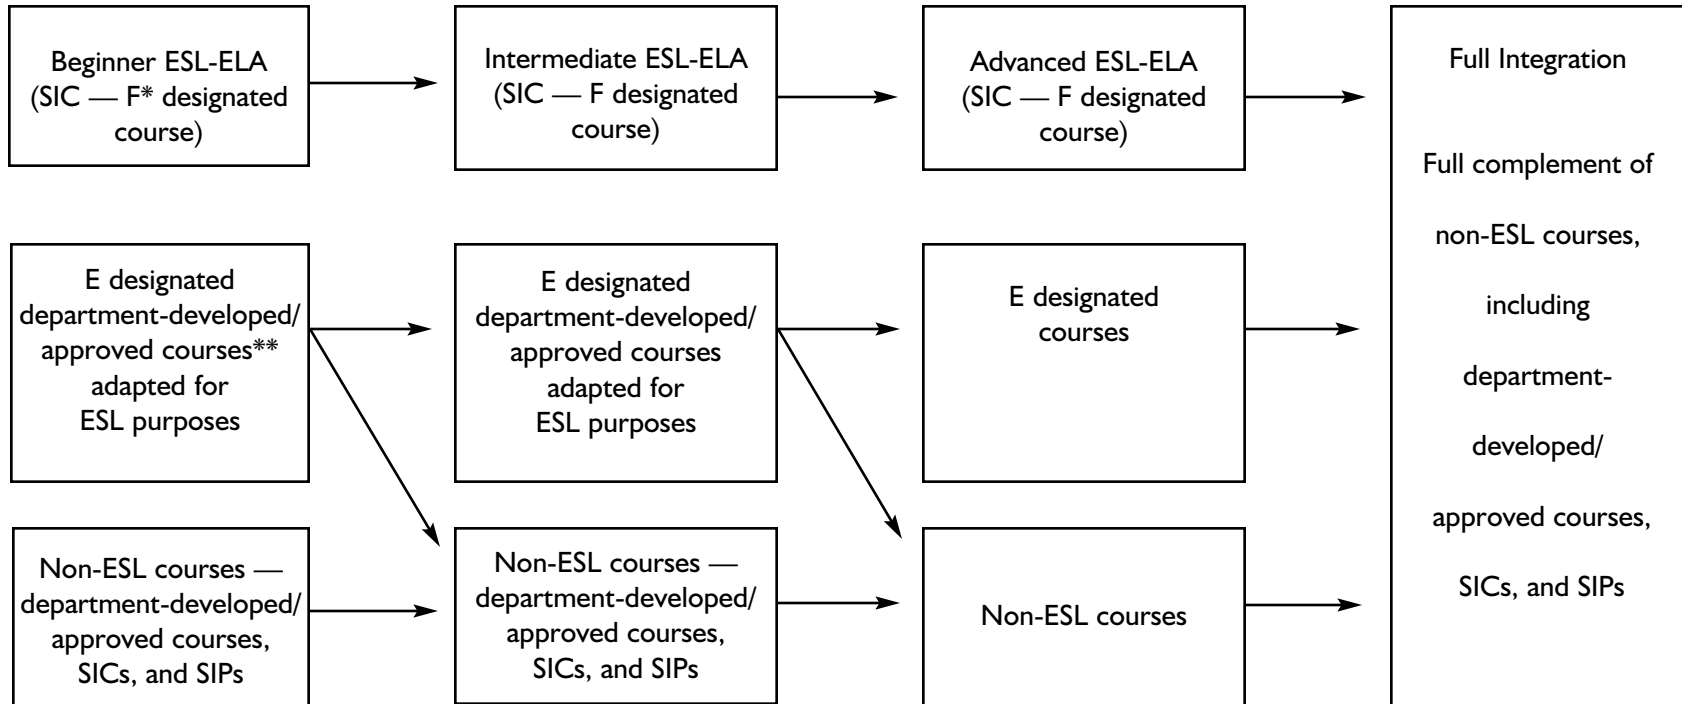 Beginner ESL-ELA
(SIC — F* designated
course)
Intermediate ESL-ELA
(SIC — F designated
course)
Advanced ESL-ELA
(SIC — F designated
course)
Full Integration
Full complement of
non-ESL courses,
including
department-
developed/
approved courses,
SICs, and SIPs
E designated
department-developed/
approved courses**
adapted for
ESL purposes
E designated
department-developed/
approved courses
adapted for
ESL purposes
E designated
courses
Non-ESL courses —
department-developed/
approved courses,
SICs, and SIPs
Non-ESL courses —
department-developed/
approved courses,
SICs, and SIPs
Non-ESL courses